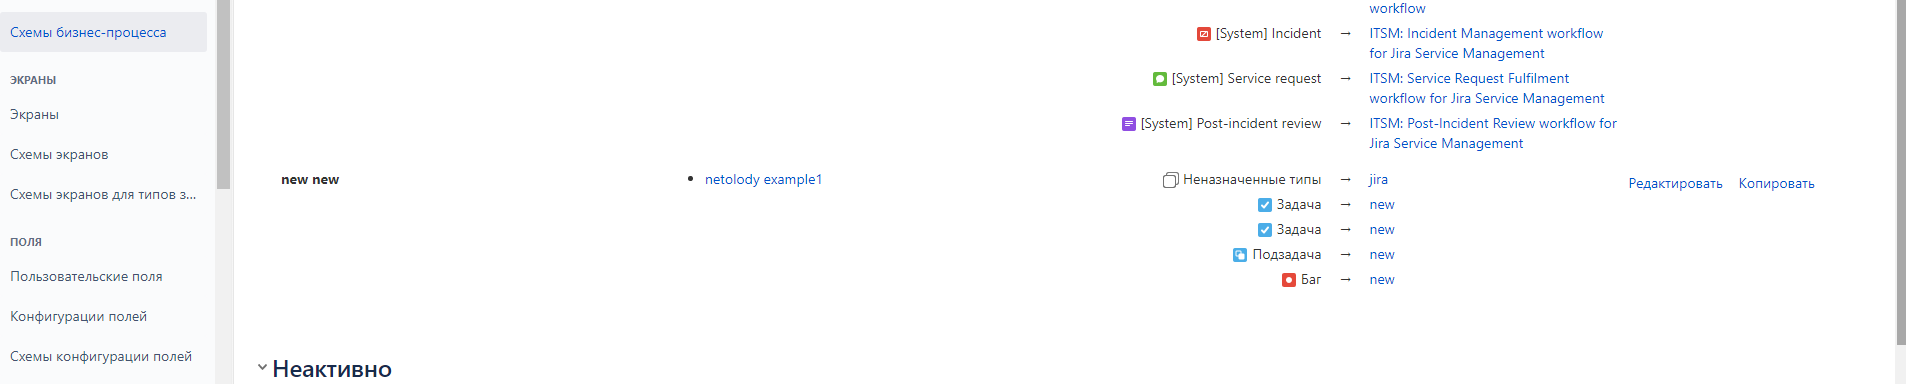 Схемы бизнес-процесса
ЭКРАНЫ
Экраны
Схемы экранов
Схемы экранов для типов з...
ПОЛЯ
Пользовательские поля
Конфигурации полей
Схемы конфигурации полей
workflow
[System] Incident → ITSM: Incident Management workflow
for Jira Service Management
[System] Service request → ITSM: Service Request Fulfilment
workflow for Jira Service Management
[System] Post-incident review → ITSM: Post-Incident Review workflow for
Jira Service Management
new new • netolody example1 Неназначенные типы → jira Редактировать Копировать
Задача → new
Задача → new
Подзадача → new
Баг → new
Неактивно